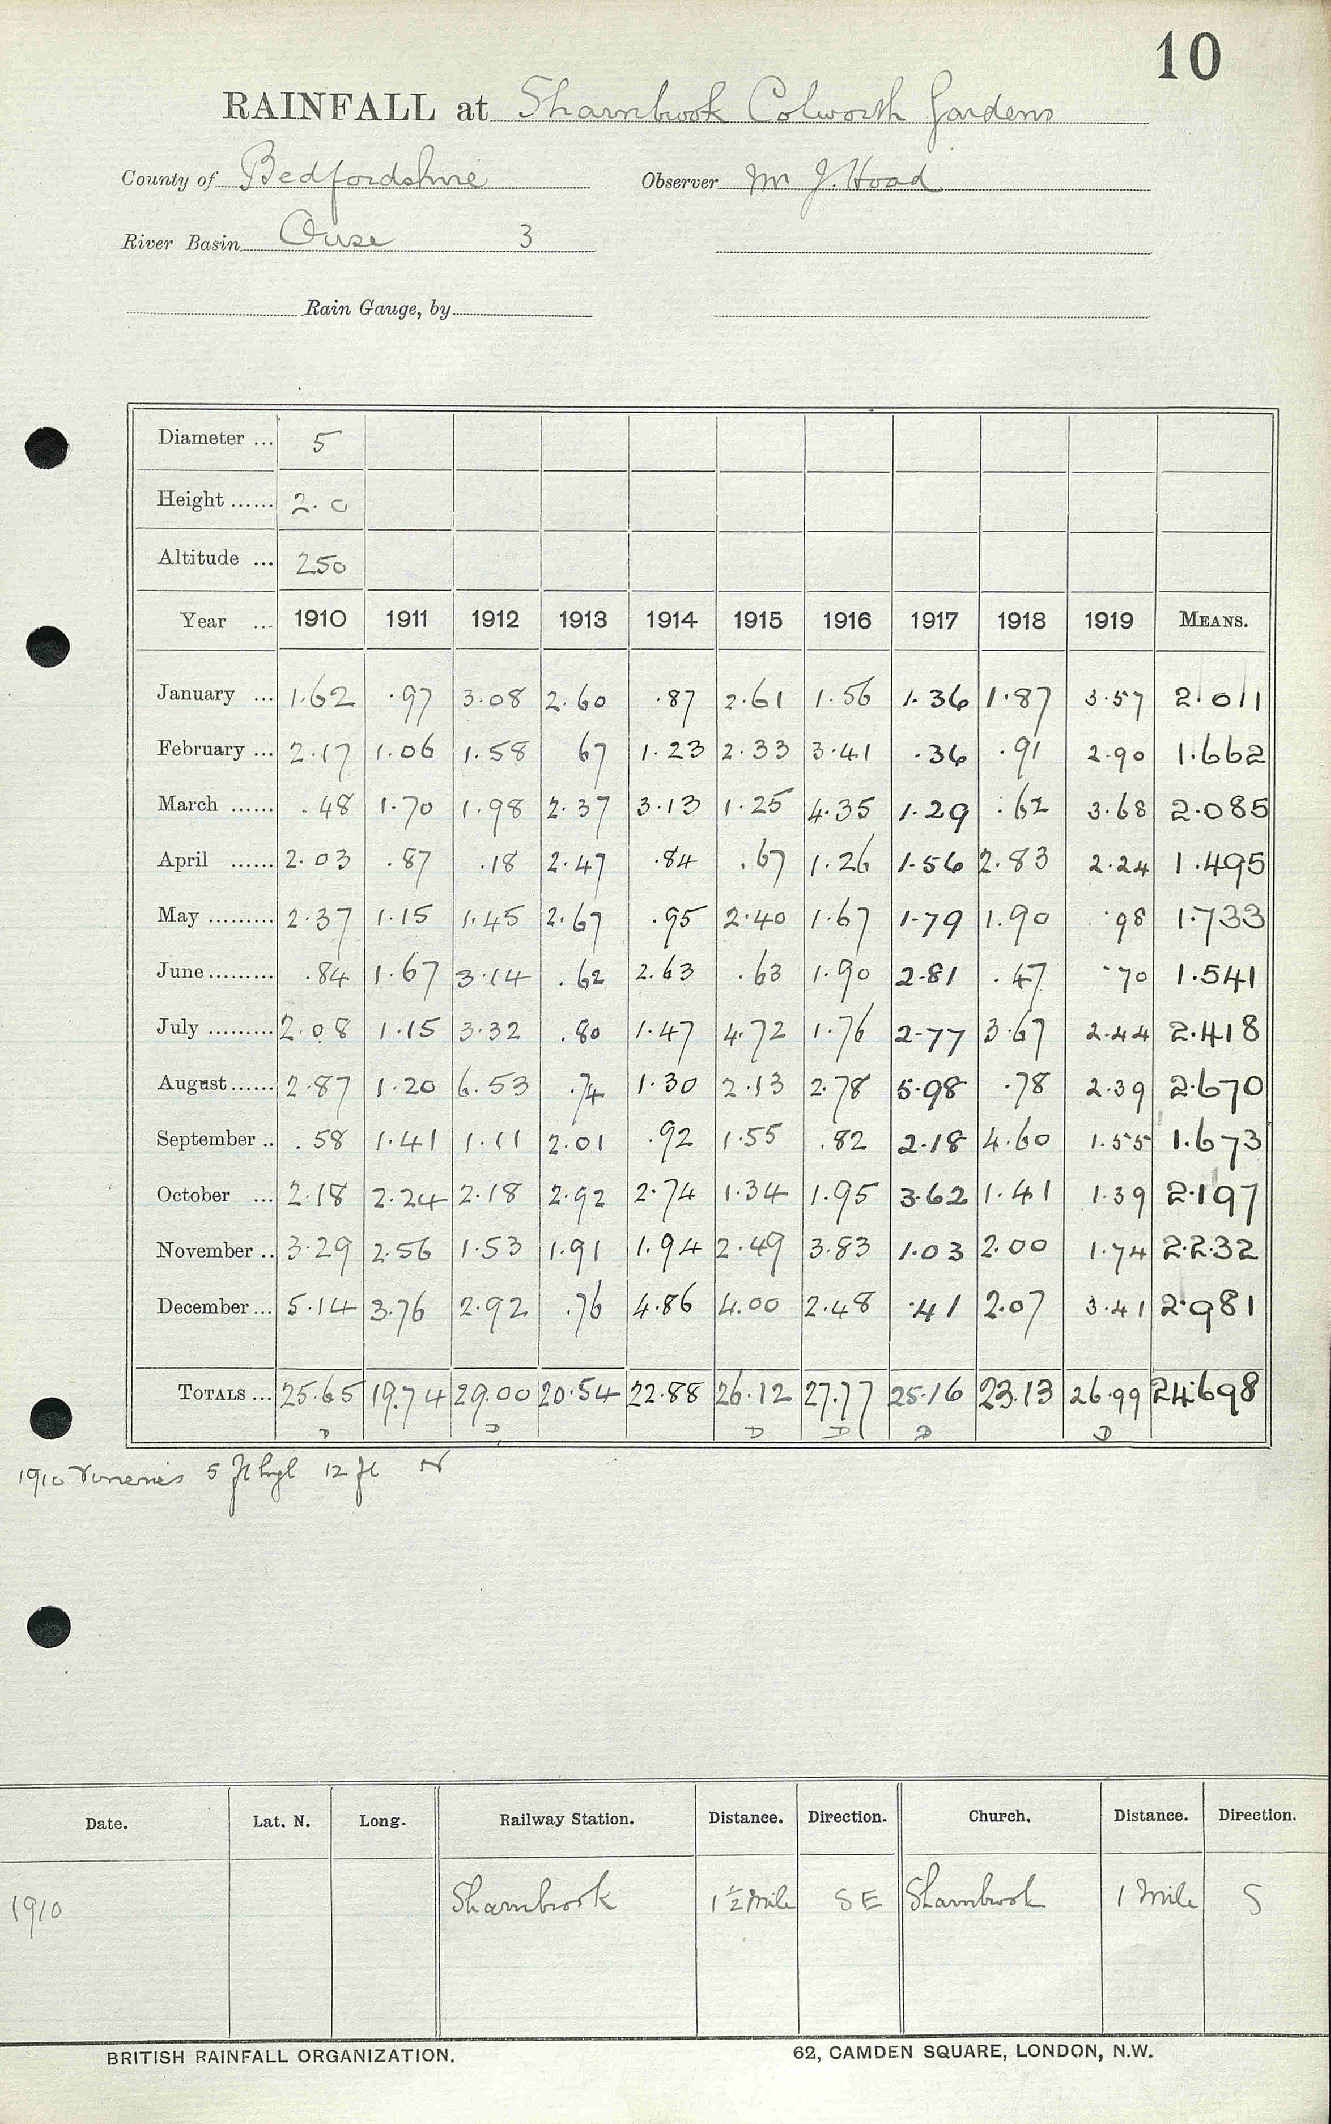 10
RAINFALL at Sharnbrook Colworth Gardens
County of Bedfordshire Observer Mr J. Hoad
River Basin Ouse 3
Rain Gauge, by
Diameter ... 5
Height ...... 2.0
Altitude ... 250
Year ... 1910 1911 1912 1913 1914 1915 1916 1917 1918 1919 MEANS.
January ... 1.62 .97 3.08 2.60 .87 2.61 1.56 1.36 1.87 3.57 2.011
February ... 2.17 1.06 1.58 67 1.23 2.33 3.41 .36 .91 2.90 1.662
March ...... .48 1.70 1.98 2.37 3.13 1.25 4.35 1.29 .62 3.68 2.085
April ...... 2.03 .87 .18 2.47 .84 .67 1.26 1.56 2.83 2.24 1.495
May ......... 2.37 1.15 1.45 2.67 .95 2.40 1.67 1.79 1.90 .98 1.733
June ......... .84 1.67 3.14 .62 2.63 .63 1.90 2.81 .47 .70 1.541
July ......... 2.08 1.15 3.32 .80 1.47 4.72 1.76 2.77 3.67 2.44 2.418
August ...... 2.87 1.20 6.53 .74 1.30 2.13 2.78 5.98 .78 2.39 2.670
September .. .58 1.41 1.11 2.01 .92 1.55 .82 2.18 4.60 1.55 1.673
October ... 2.18 2.24 2.18 2.92 2.74 1.34 1.95 3.62 1.41 1.39 2.197
November .. 3.29 2.56 1.53 1.91 1.94 2.49 3.83 1.03 2.00 1.74 2.232
December ... 5.14 3.76 2.92 .76 4.86 4.00 2.48 .41 2.07 3.41 2.981
TOTALS ... 25.65 19.74 29.00 20.54 22.88 26.12 27.77 25.16 23.13 26.99 24.698
D D D D D D
1910 5 ft high 12 ft N
Date. Lat. N. Long. Railway Station. Distance. Direction. Church. Distance. Direction.
1910 Sharnbrook 1½ Mile SE Sharnbrook 1 Mile S
BRITISH RAINFALL ORGANIZATION. 62, CAMDEN SQUARE, LONDON, N.W.